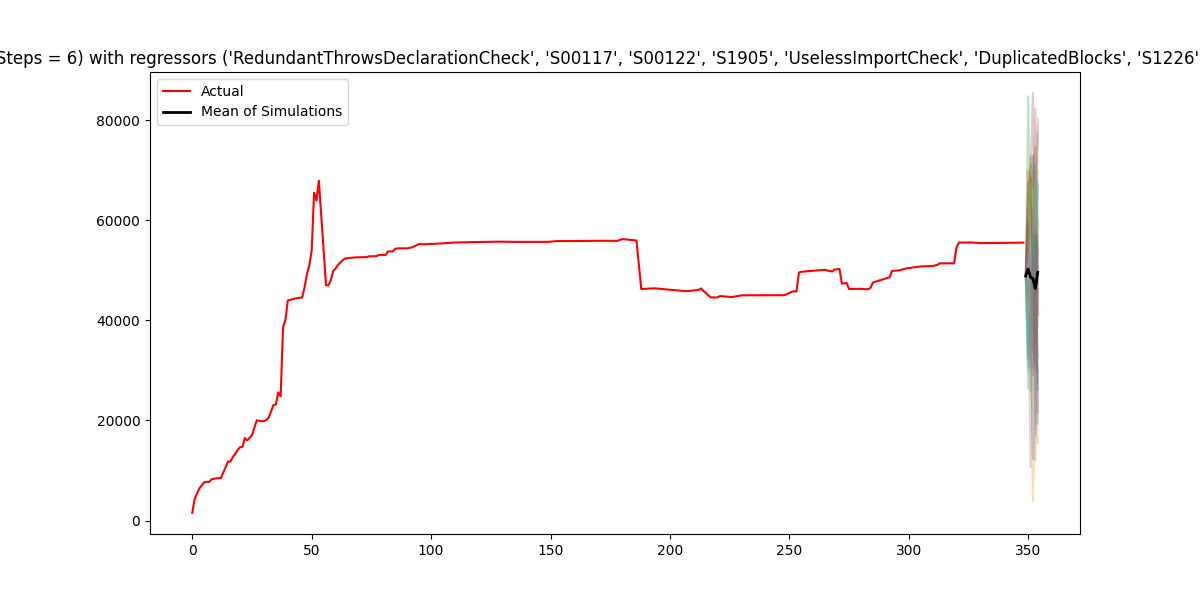 Steps = 6) with regressors ('RedundantThrowsDeclarationCheck', 'S00117', 'S00122', 'S1905', 'UselessImportCheck', 'DuplicatedBlocks', 'S1226'
Actual
Mean of Simulations
80000
60000
40000
20000
0
0 50 100 150 200 250 300 350